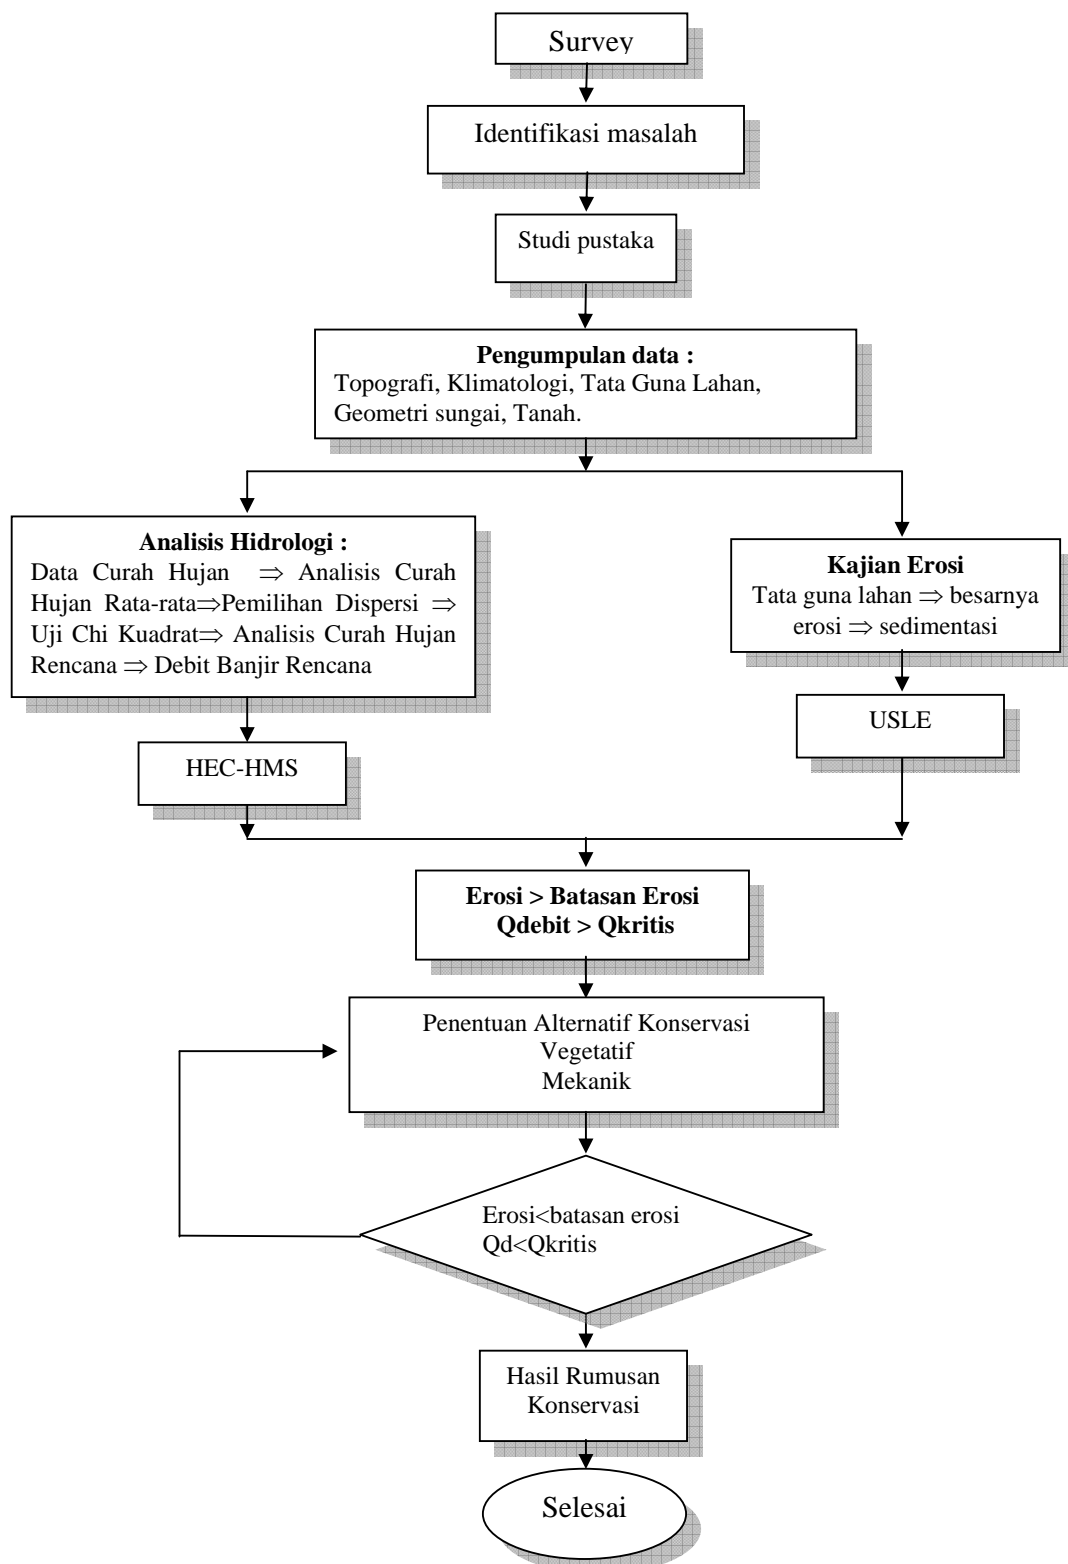 Survey
Identifikasi masalah
Studi pustaka
Pengumpulan data :
Topografi, Klimatologi, Tata Guna Lahan,
Geometri sungai, Tanah.
Analisis Hidrologi :
Data Curah Hujan ⇒ Analisis Curah
Hujan Rata-rata⇒Pemilihan Dispersi ⇒
Uji Chi Kuadrat⇒ Analisis Curah Hujan
Rencana ⇒ Debit Banjir Rencana
Kajian Erosi
Tata guna lahan ⇒ besarnya
erosi ⇒ sedimentasi
HEC-HMS
USLE
Erosi > Batasan Erosi
Qdebit > Qkritis
Penentuan Alternatif Konservasi
Vegetatif
Mekanik
Erosi<batasan erosi
Qd<Qkritis
Hasil Rumusan
Konservasi
Selesai